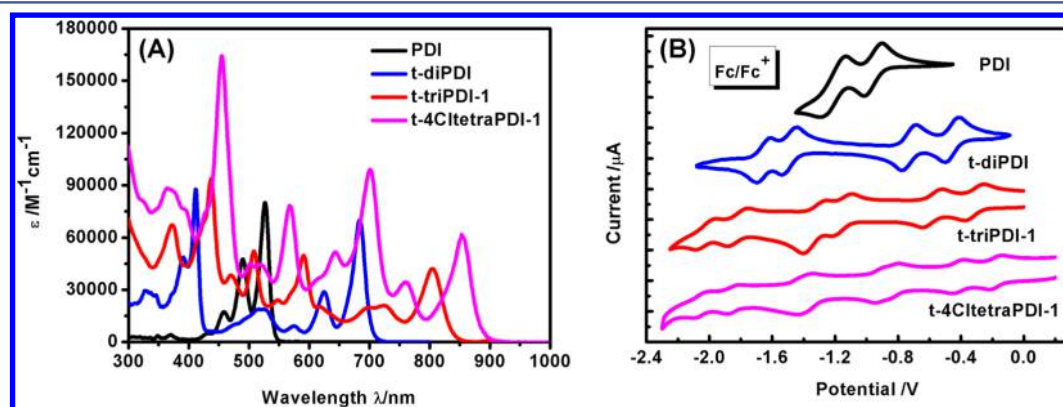 (A)
PDI
t-diPDI
t-triPDI-1
t-4CltetraPDI-1
180000
150000
120000
90000
60000
30000
0
ε /M⁻¹cm⁻¹
300 400 500 600 700 800 900 1000
Wavelength λ/nm
(B)
Fc/Fc⁺
PDI
t-diPDI
t-triPDI-1
t-4CltetraPDI-1
Current /μA
-2.4 -2.0 -1.6 -1.2 -0.8 -0.4 0.0
Potential /V